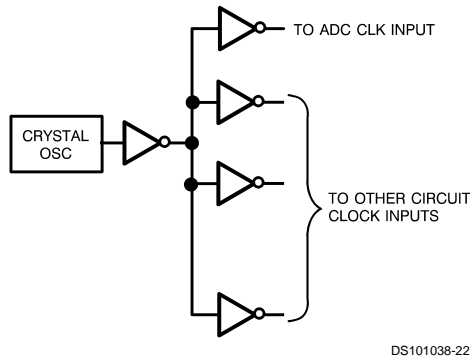 TO ADC CLK INPUT
CRYSTAL
OSC
TO OTHER CIRCUIT
CLOCK INPUTS
DS101038-22